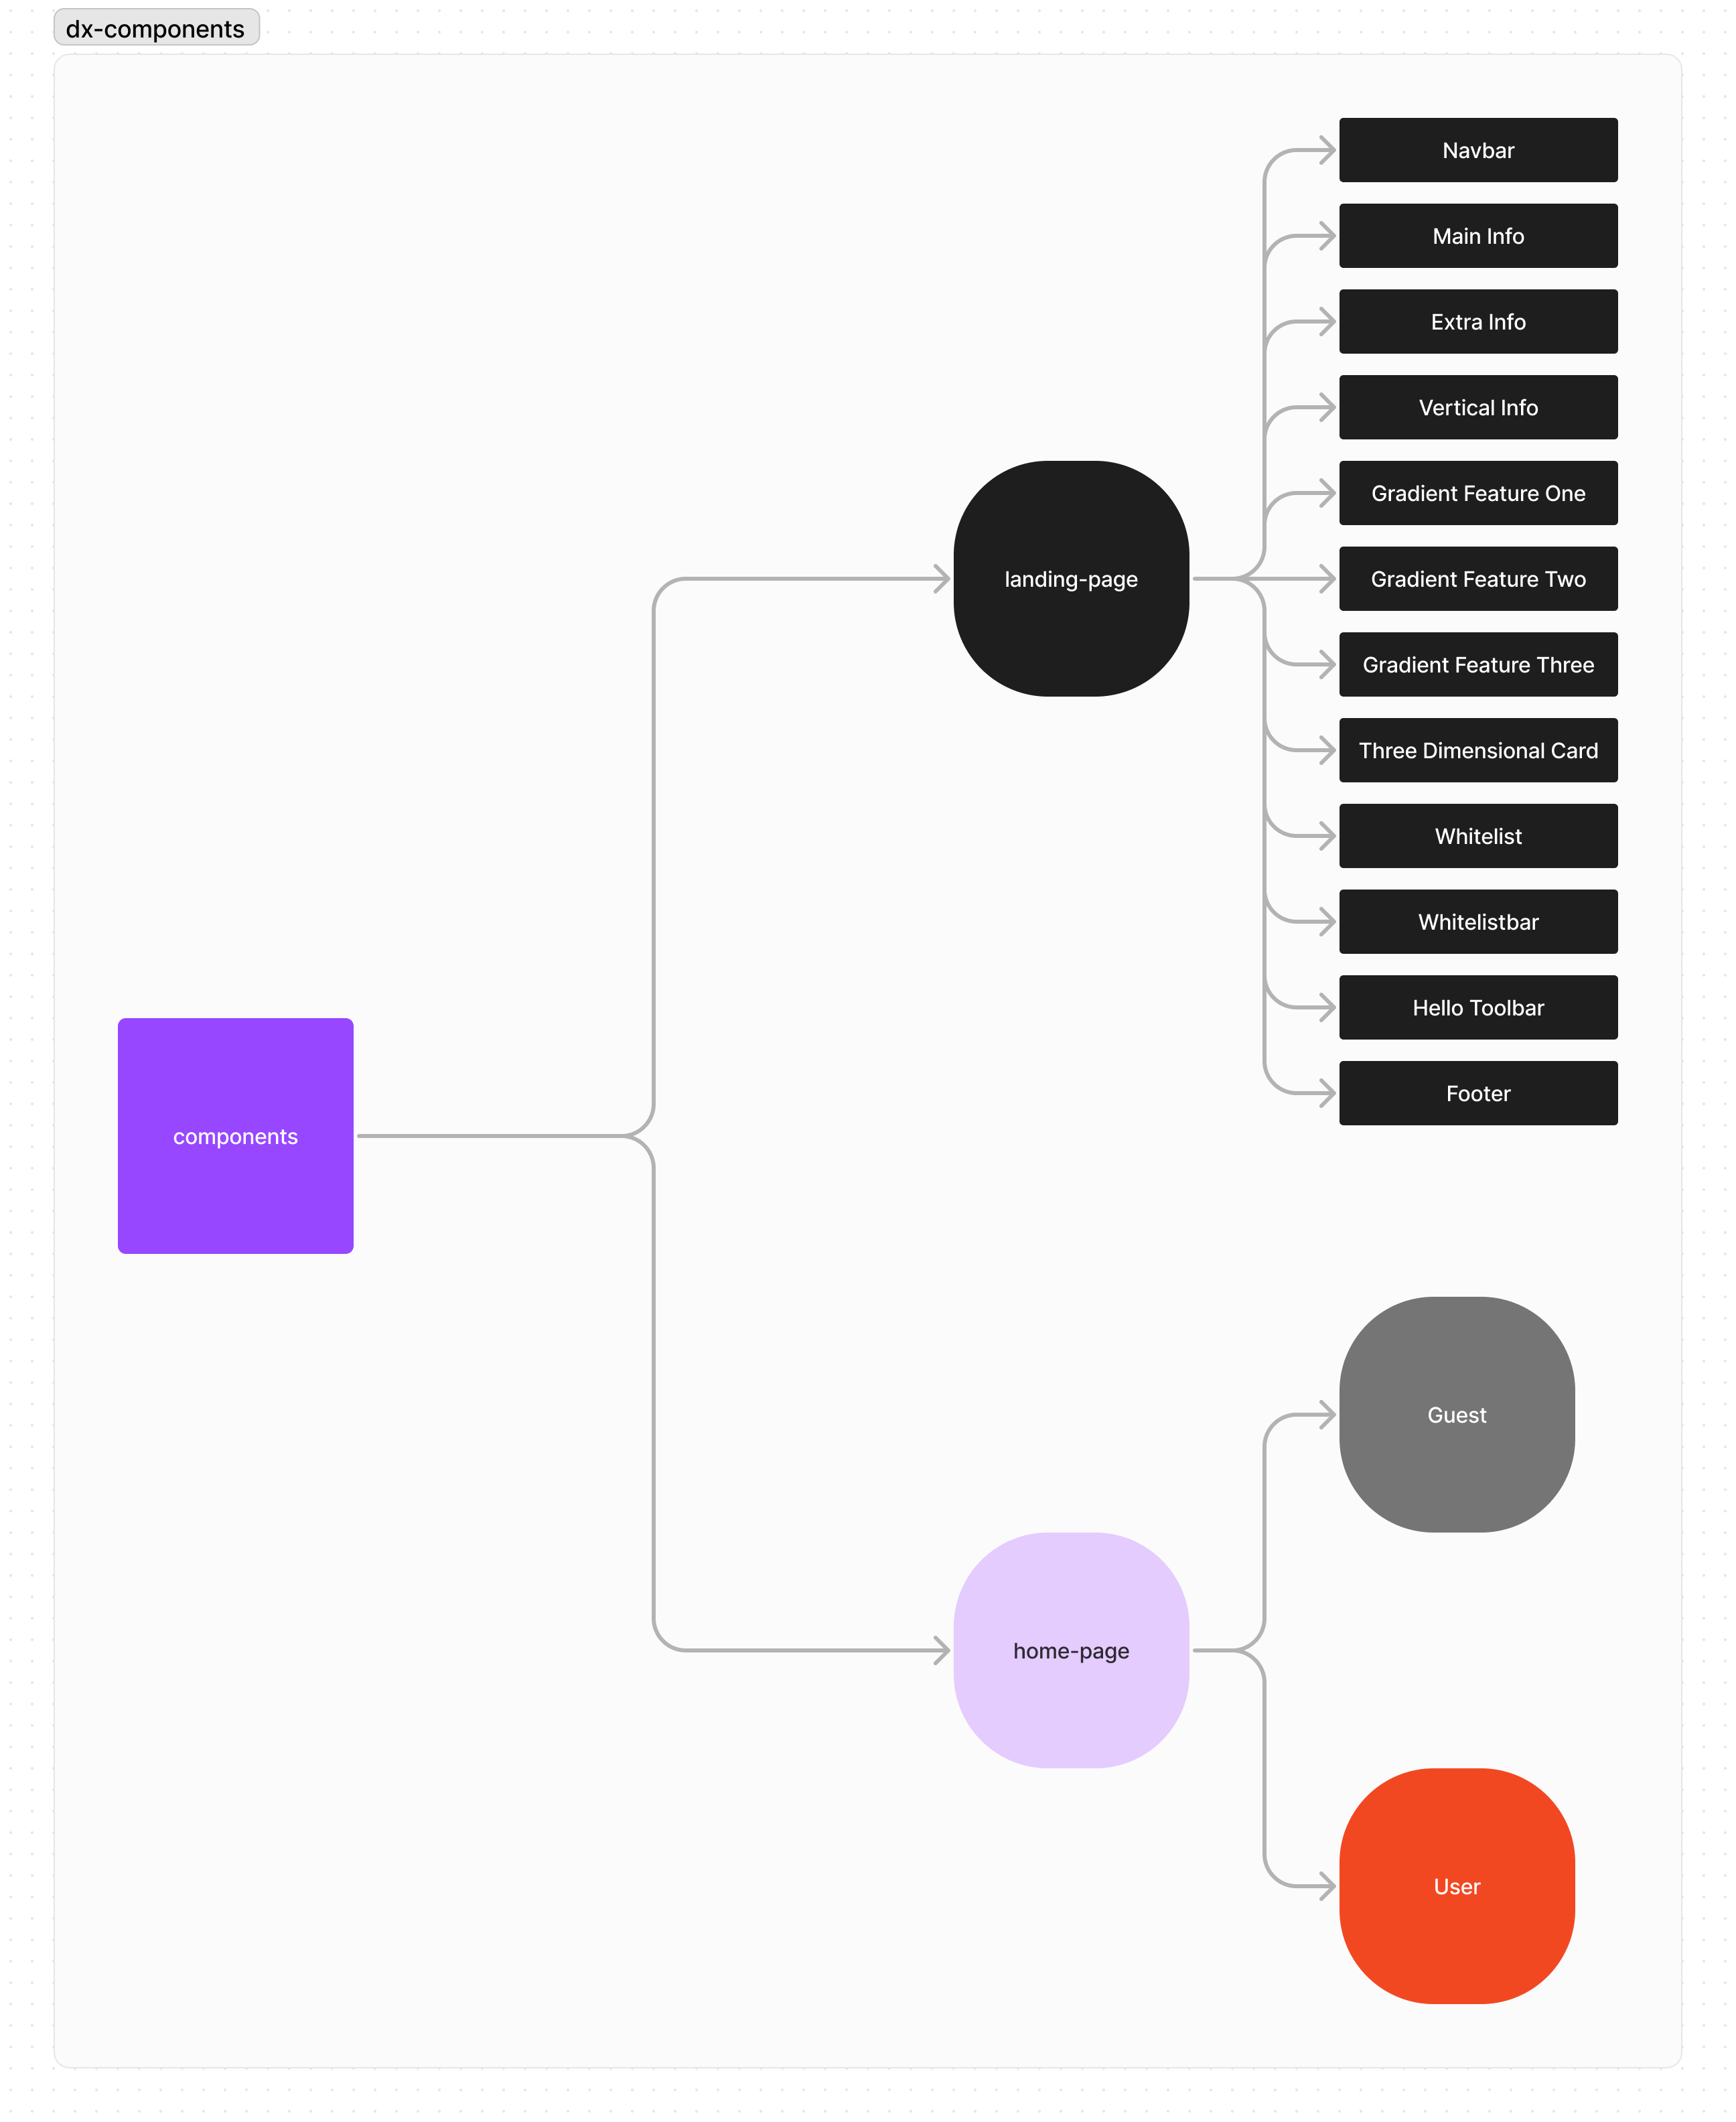 dx-components
Navbar
Main Info
Extra Info
Vertical Info
Gradient Feature One
landing-page
Gradient Feature Two
Gradient Feature Three
Three Dimensional Card
Whitelist
Whitelistbar
Hello Toolbar
Footer
components
Guest
home-page
User